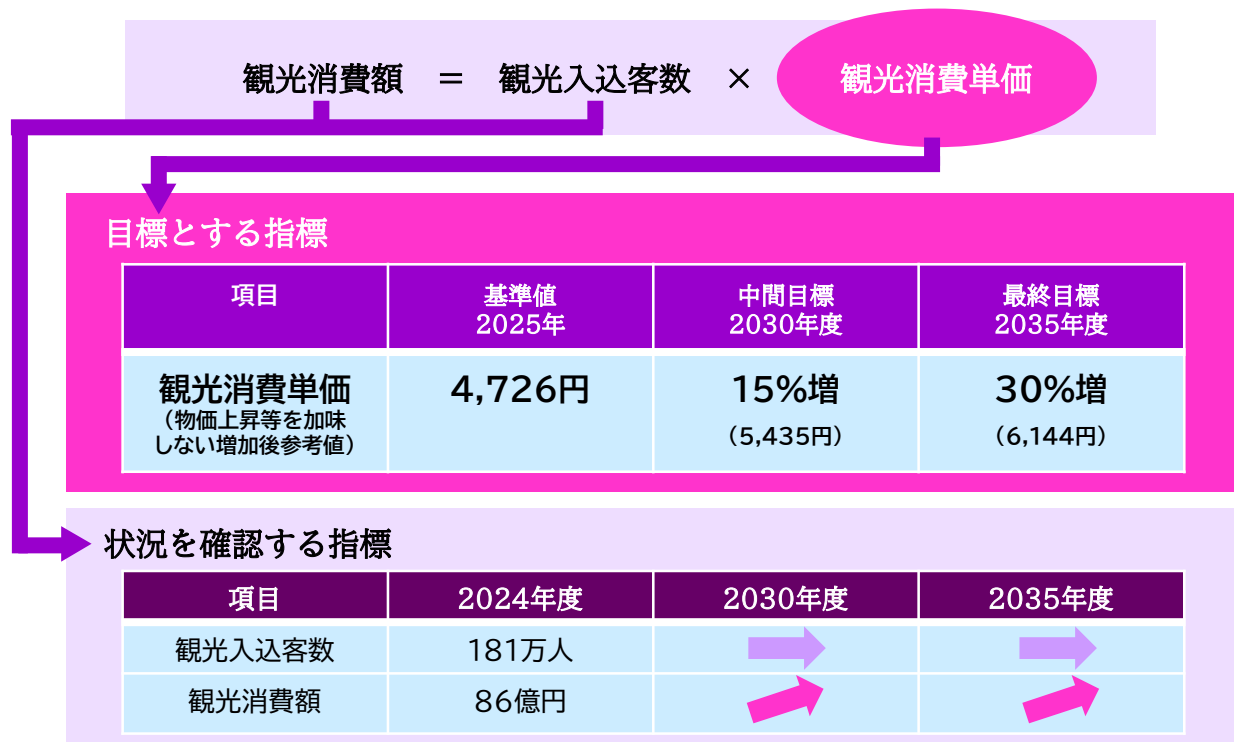 観光消費額 ＝ 観光入込客数 × 観光消費単価
目標とする指標
項目 基準値 中間目標 最終目標
2025年 2030年度 2035年度
観光消費単価 4,726円 15%増 30%増
（物価上昇等を加味
しない増加後参考値） （5,435円） （6,144円）
状況を確認する指標
項目 2024年度 2030年度 2035年度
観光入込客数 181万人
観光消費額 86億円